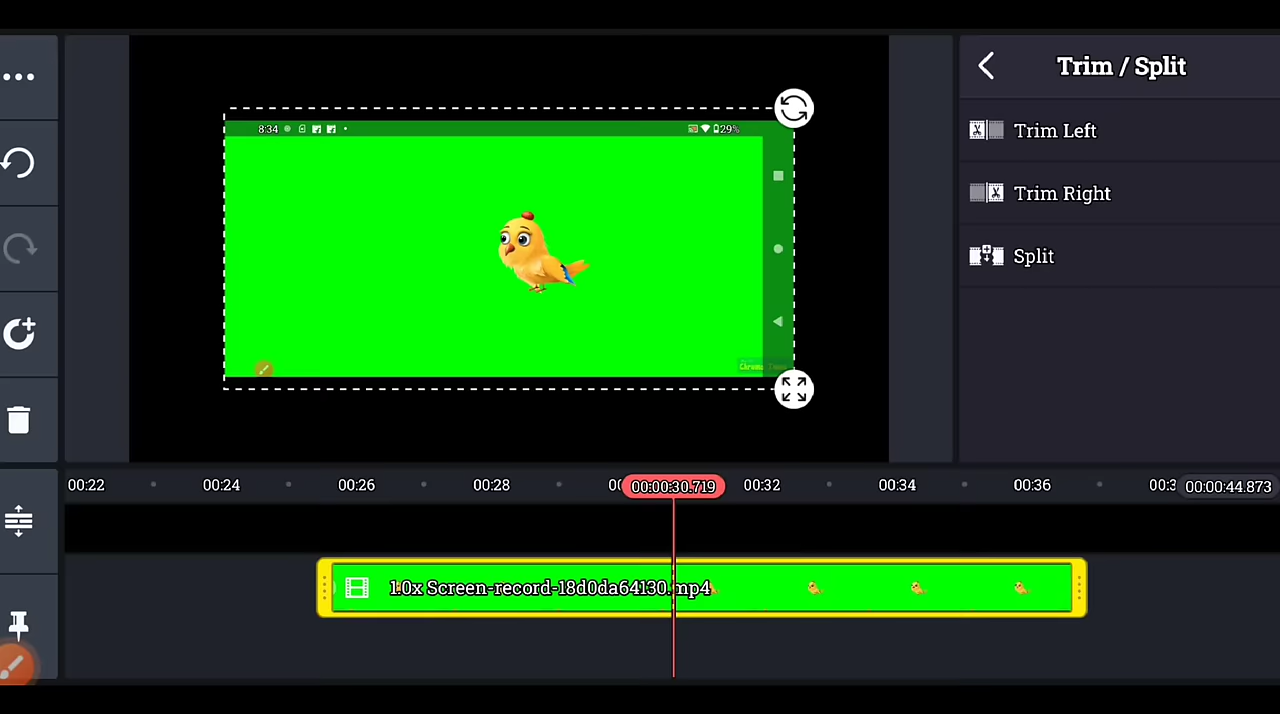 Trim / Split
8:34
29%
Trim Left
Trim Right
Split
00:22
00:24
00:26
00:28
00:00:30.719
00:32
00:34
00:36
00:00:44.873
1.0x Screen-record-18d0da64130.mp4